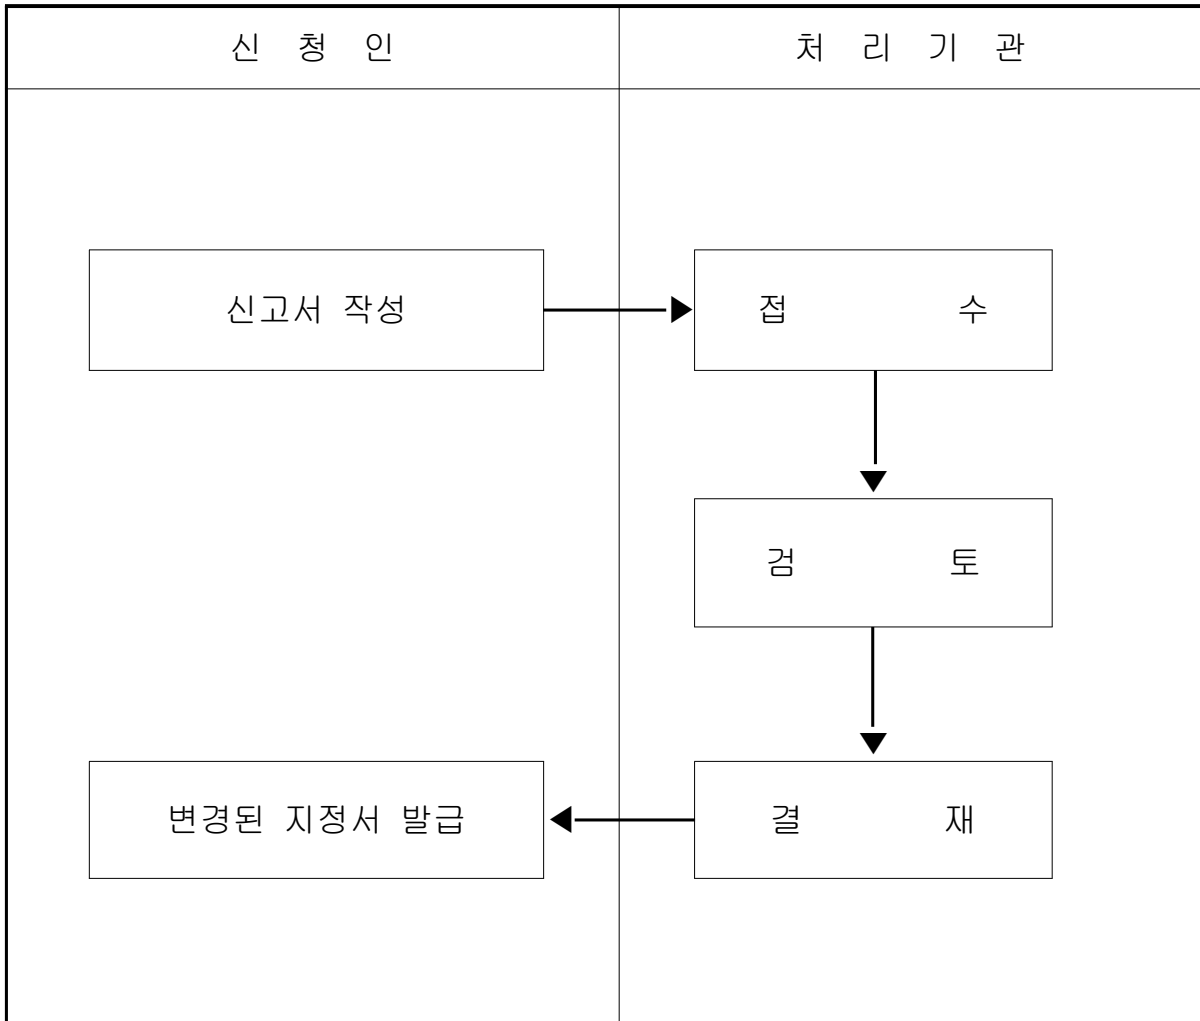 신 청 인
처 리 기 관
신고서 작성
접 수
검 토
결 재
변경된 지정서 발급